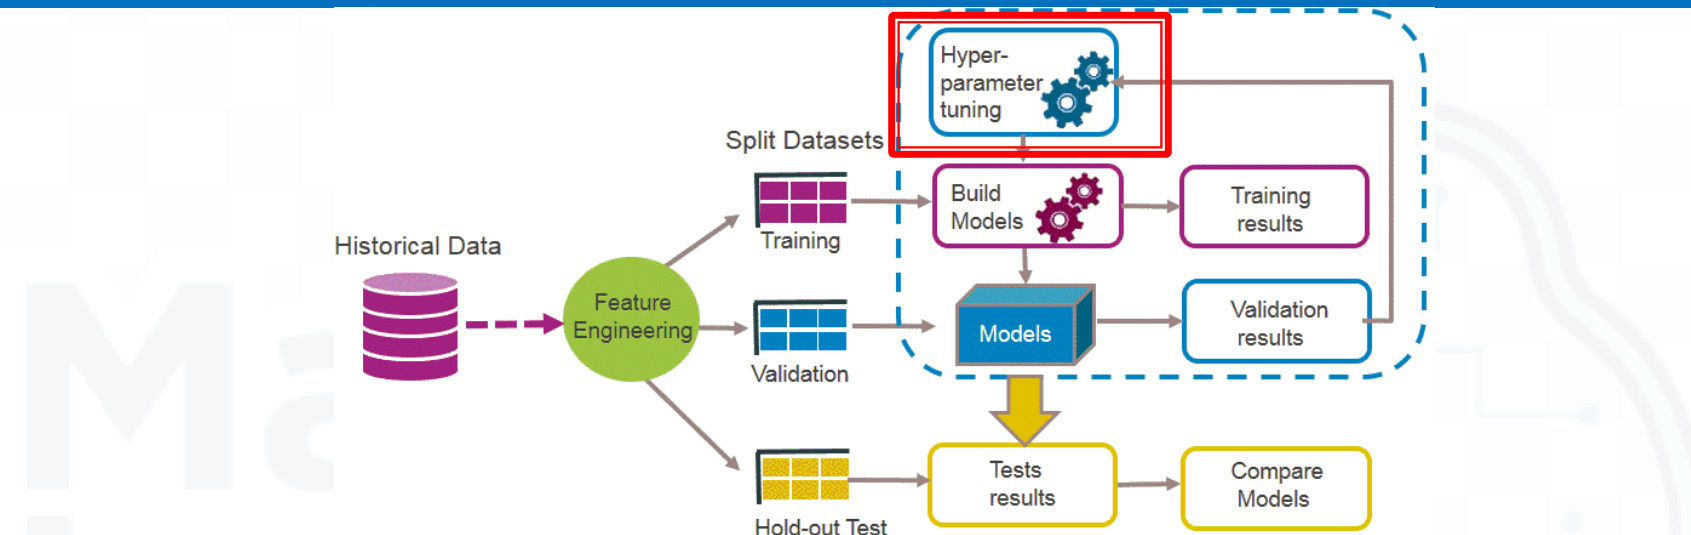 Hyper-
parameter
tuning
Split Datasets
Build
Models
Training
results
Training
Historical Data
Feature
Engineering
Validation
results
Models
Validation
Tests
results
Compare
Models
Hold-out Test
Ma